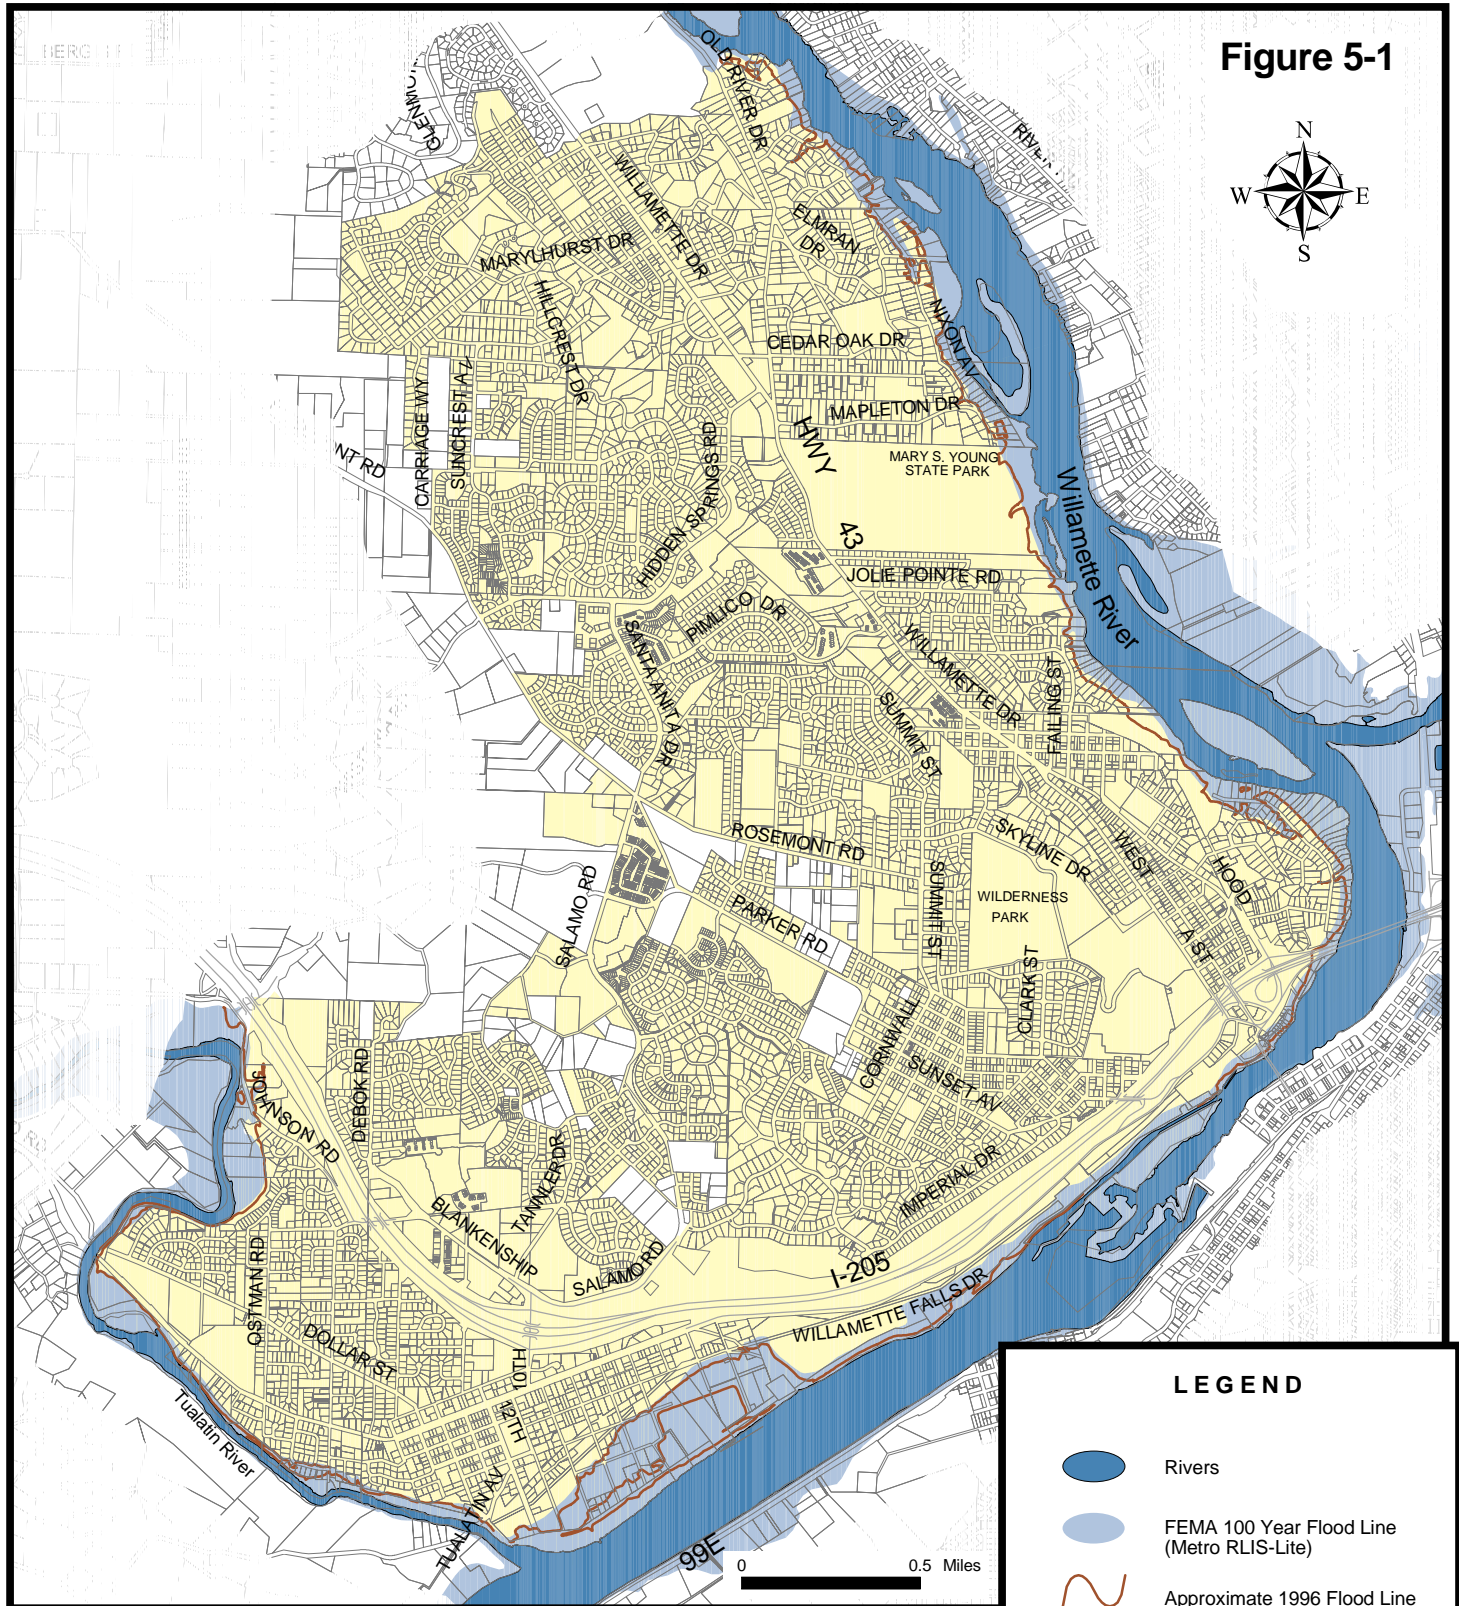 Figure 5-1
N
W E
S
OLD RIVER DR
RIVER
GLENMO
WILLAMETTE DR
ELMRAN
DR
MARYLHURST DR
HILLCREST DR
NIXON AV
CEDAR OAK DR
CARRIAGE WY
SUNCREST AV
MAPLETON DR
HWY
43
MARY S. YOUNG
STATE PARK
NT RD
HIDDEN SPRINGS RD
Willamette River
JOLIE POINTE RD
PIMLICO DR
SANTA ANITA DR
WILLAMETTE DR
FAILING ST
SUMMIT ST
ROSEMONT RD
SKYLINE DR
WEST
A ST
HOOD
SALAMO RD
SUMMIT ST
WILDERNESS
PARK
PARKER RD
CLARK ST
CORNWALL
SUNSET AV
DEBOK RD
JOHNSON RD
TANNLER DR
IMPERIAL DR
BLANKENSHIP
SALAMO RD
I-205
OSTMAN RD
WILLAMETTE FALLS DR
DOLLAR ST
10TH
12TH
Tualatin River
TUALATIN AV
99E
0 0.5 Miles
LEGEND
Rivers
FEMA 100 Year Flood Line
(Metro RLIS-Lite)
Approximate 1996 Flood Line